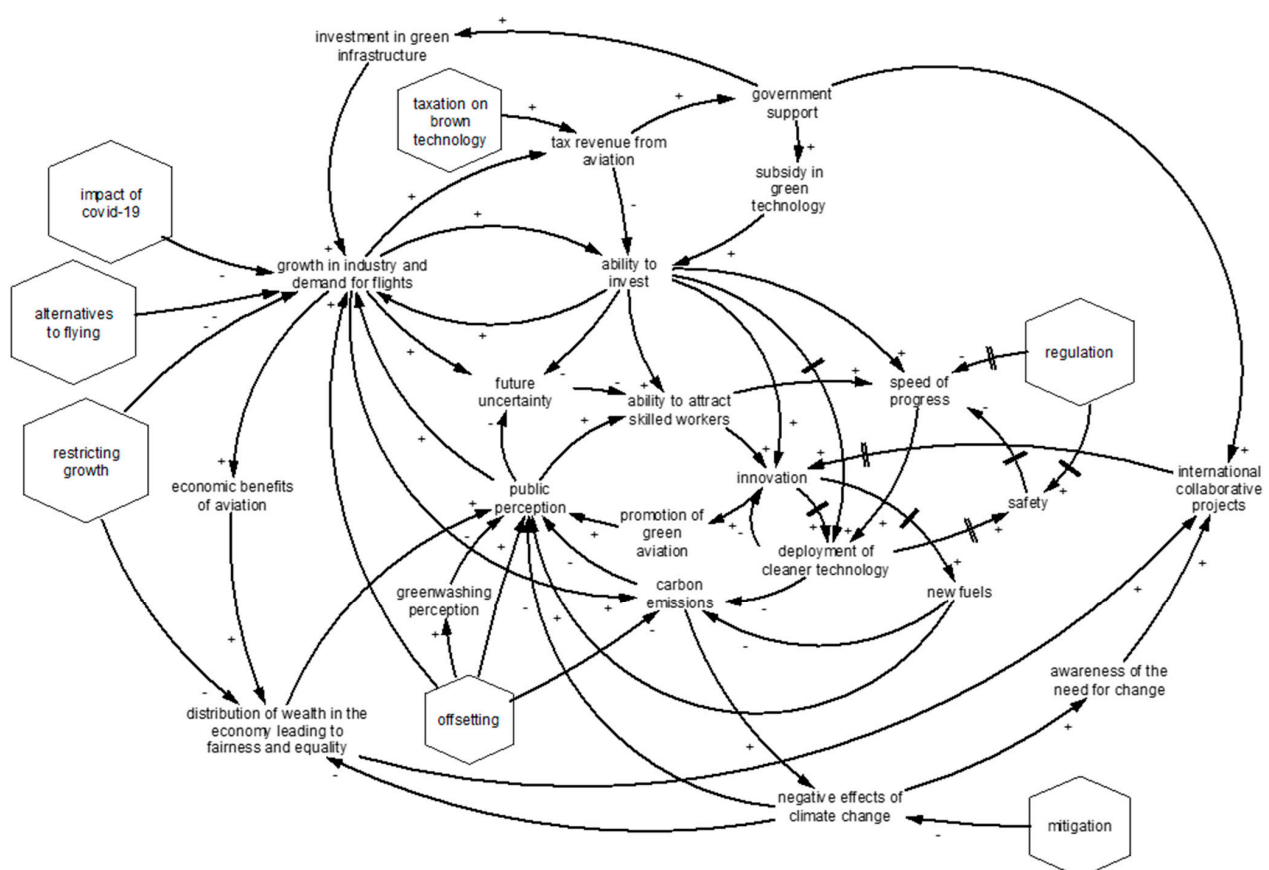 investment in green
infrastructure
government
support
taxation on
brown
technology
tax revenue from
aviation
subsidy in
green
technology
impact of
covid-19
growth in industry and
demand for flights
ability to
invest
alternatives
to flying
regulation
future
uncertainty
ability to attract
skilled workers
speed of
progress
restricting
growth
economic benefits
of aviation
public
perception
innovation
promotion of
green
aviation
safety
international
collaborative
projects
deployment of
cleaner technology
greenwashing
perception
carbon
emissions
new fuels
awareness of the
need for change
distribution of wealth in the
economy leading to
fairness and equality
offsetting
negative effects of
climate change
mitigation